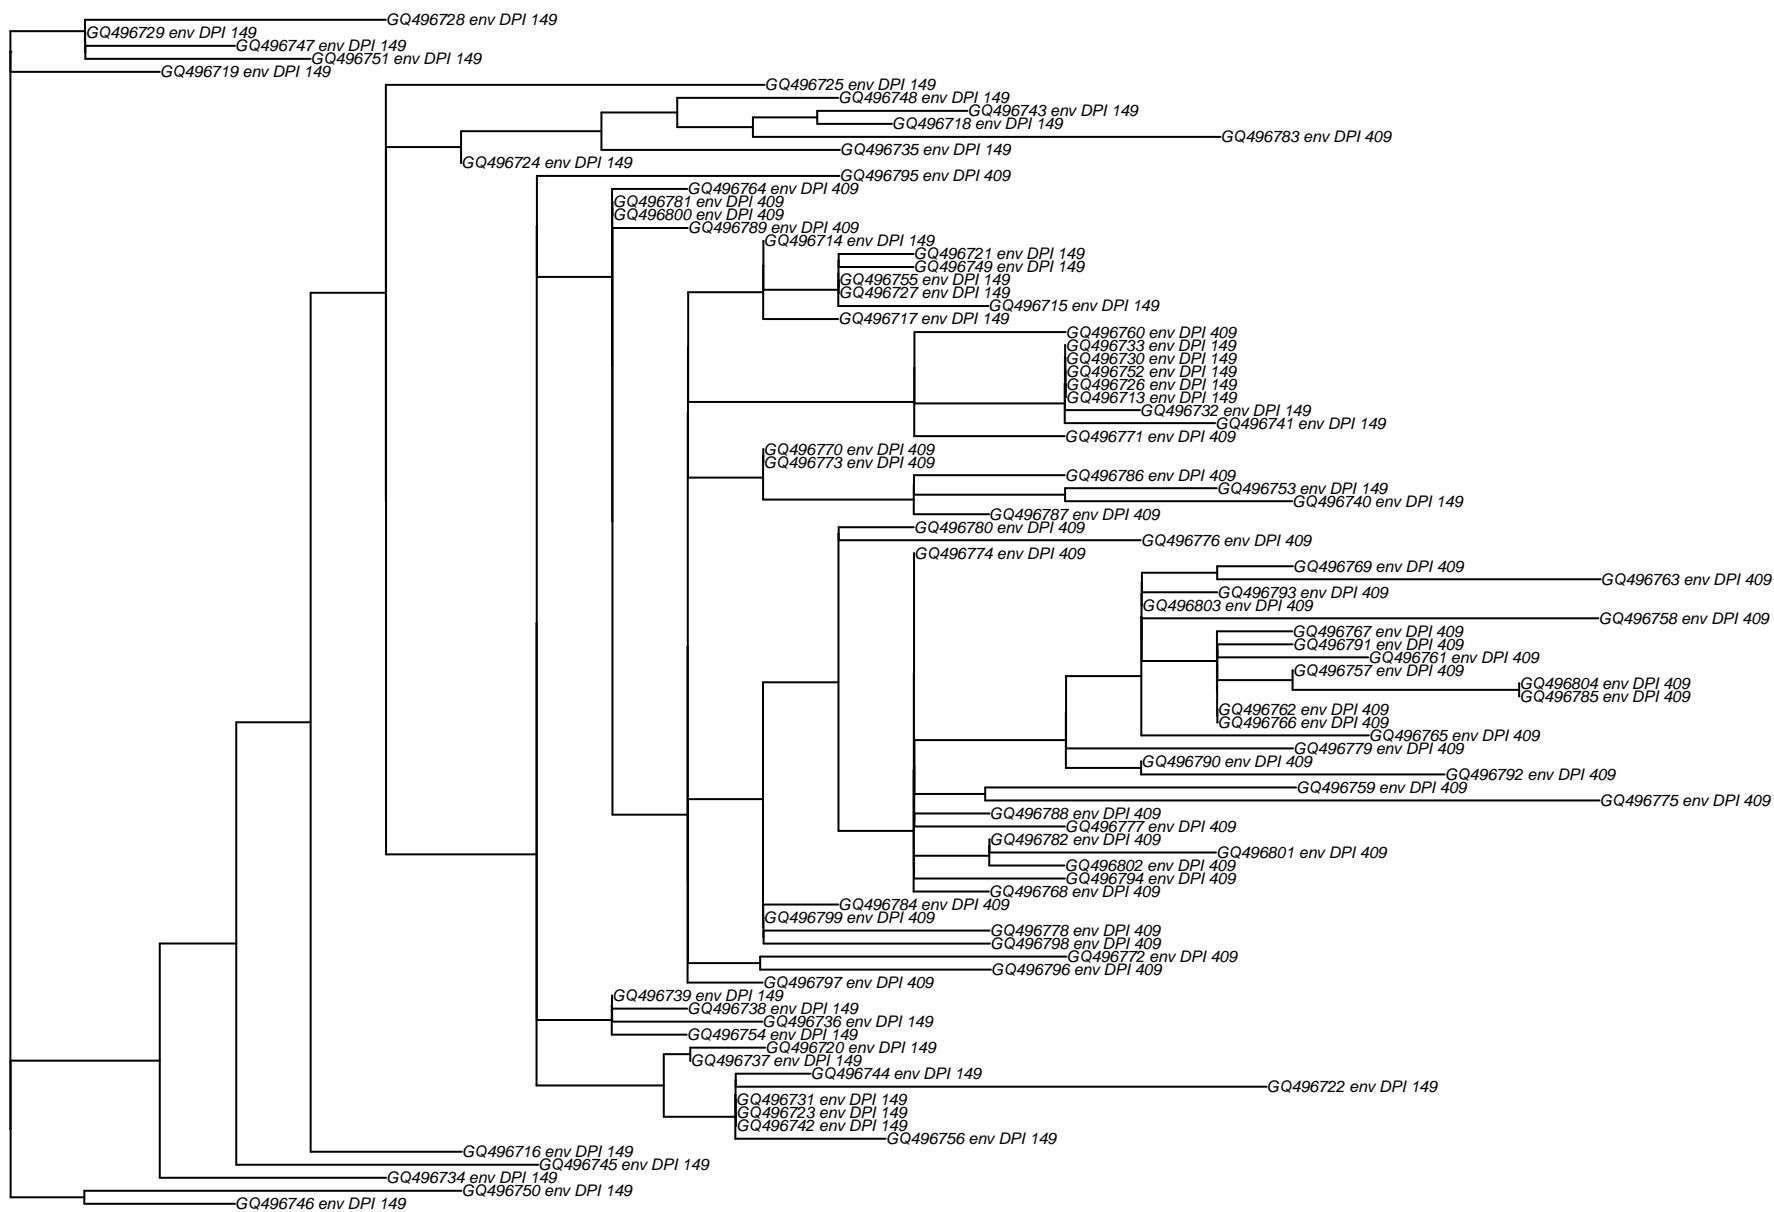 GQ496728 env DPI 149
GQ496729 env DPI 149
GQ496747 env DPI 149
GQ496751 env DPI 149
GQ496719 env DPI 149
GQ496725 env DPI 149
GQ496748 env DPI 149
GQ496743 env DPI 149
GQ496718 env DPI 149
GQ496783 env DPI 409
GQ496735 env DPI 149
GQ496724 env DPI 149
GQ496795 env DPI 409
GQ496764 env DPI 409
GQ496781 env DPI 409
GQ496800 env DPI 409
GQ496789 env DPI 409
GQ496714 env DPI 149
GQ496721 env DPI 149
GQ496749 env DPI 149
GQ496755 env DPI 149
GQ496727 env DPI 149
GQ496715 env DPI 149
GQ496717 env DPI 149
GQ496760 env DPI 409
GQ496733 env DPI 149
GQ496730 env DPI 149
GQ496752 env DPI 149
GQ496726 env DPI 149
GQ496713 env DPI 149
GQ496732 env DPI 149
GQ496741 env DPI 149
GQ496771 env DPI 409
GQ496770 env DPI 409
GQ496773 env DPI 409
GQ496786 env DPI 409
GQ496753 env DPI 149
GQ496740 env DPI 149
GQ496787 env DPI 409
GQ496780 env DPI 409
GQ496776 env DPI 409
GQ496774 env DPI 409
GQ496769 env DPI 409
GQ496763 env DPI 409
GQ496793 env DPI 409
GQ496803 env DPI 409
GQ496758 env DPI 409
GQ496767 env DPI 409
GQ496791 env DPI 409
GQ496761 env DPI 409
GQ496757 env DPI 409
GQ496804 env DPI 409
GQ496785 env DPI 409
GQ496762 env DPI 409
GQ496766 env DPI 409
GQ496765 env DPI 409
GQ496779 env DPI 409
GQ496790 env DPI 409
GQ496792 env DPI 409
GQ496759 env DPI 409
GQ496775 env DPI 409
GQ496788 env DPI 409
GQ496777 env DPI 409
GQ496782 env DPI 409
GQ496801 env DPI 409
GQ496802 env DPI 409
GQ496794 env DPI 409
GQ496768 env DPI 409
GQ496784 env DPI 409
GQ496799 env DPI 409
GQ496778 env DPI 409
GQ496798 env DPI 409
GQ496772 env DPI 409
GQ496796 env DPI 409
GQ496797 env DPI 409
GQ496739 env DPI 149
GQ496738 env DPI 149
GQ496736 env DPI 149
GQ496754 env DPI 149
GQ496720 env DPI 149
GQ496737 env DPI 149
GQ496744 env DPI 149
GQ496722 env DPI 149
GQ496731 env DPI 149
GQ496723 env DPI 149
GQ496742 env DPI 149
GQ496756 env DPI 149
GQ496716 env DPI 149
GQ496745 env DPI 149
GQ496734 env DPI 149
GQ496750 env DPI 149
GQ496746 env DPI 149